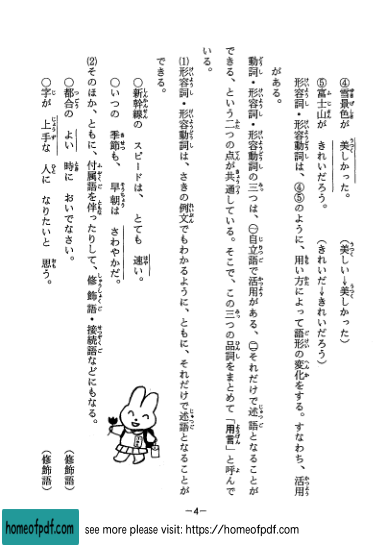 ④雪景色が 美しかった。 (美しい→美しかった)
⑤富士山が きれいだろう。 (きれいだ→きれいだろう)
形容詞・形容動詞は、④⑤のように、用い方によって語形の変化をする。すなわち、活用
がある。
動詞・形容詞・形容動詞の三つは、㊀自立語で活用がある、㊁それだけで述語となることが
できる、という二つの点が共通している。そこで、この三つの品詞をまとめて「用言」と呼んで
いる。
⑴形容詞・形容動詞は、さきの例文でもわかるように、ともに、それだけで述語となることが
できる。
○新幹線の スピードは、 とても 速い。
○いつの 季節も、 早朝は さわやかだ。
⑵そのほか、ともに、付属語を伴ったりして、修飾語・接続語などにもなる。
○都合の よい 時に おいでなさい。 (修飾語)
○字が 上手な 人に なりたいと 思う。 (修飾語)
—4—
homeofpdf.com see more please visit: https://homeofpdf.com